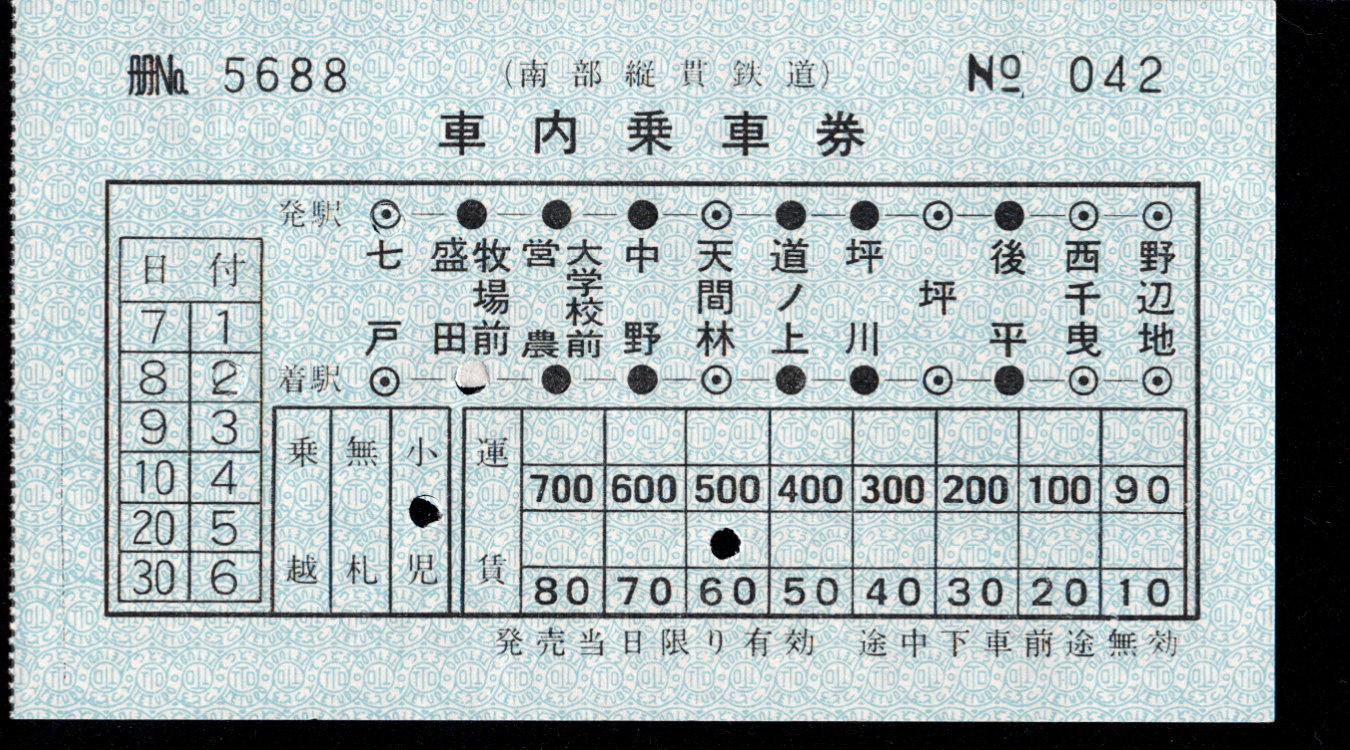 冊No. 5688 (南部縦貫鉄道) No 042
車内乗車券
発駅
七戸
盛田牧場前
営農大学校前
中野
天間林
道ノ上
坪川
坪
後平
西千曳
野辺地
着駅
日付
7 1
8 2
9 3
10 4
20 5
30 6
乗越
無札
小児
運賃
700 600 500 400 300 200 100 90
80 70 60 50 40 30 20 10
発売当日限り有効 途中下車前途無効